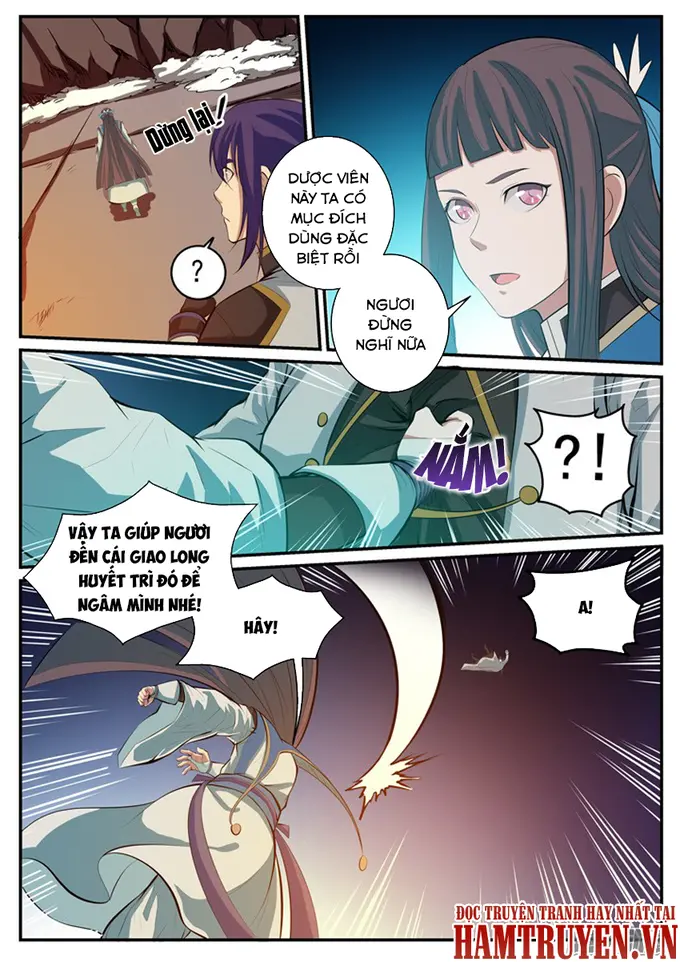 Dừng lại!
DƯỢC VIÊN
NÀY TA CÓ
MỤC ĐÍCH
DÙNG ĐẶC
BIỆT RỒI
?
NGƯƠI
ĐỪNG
NGHĨ NỮA
NẮM!
?!
VẬY TA GIÚP NGƯƠI
ĐẾN CÁI GIAO LONG
HUYẾT TRÌ ĐÓ ĐỂ
NGÂM MÌNH NHÉ!
HÂY!
A!
ĐỌC TRUYỆN TRANH HAY NHẤT TẠI
HAMTRUYEN.VN